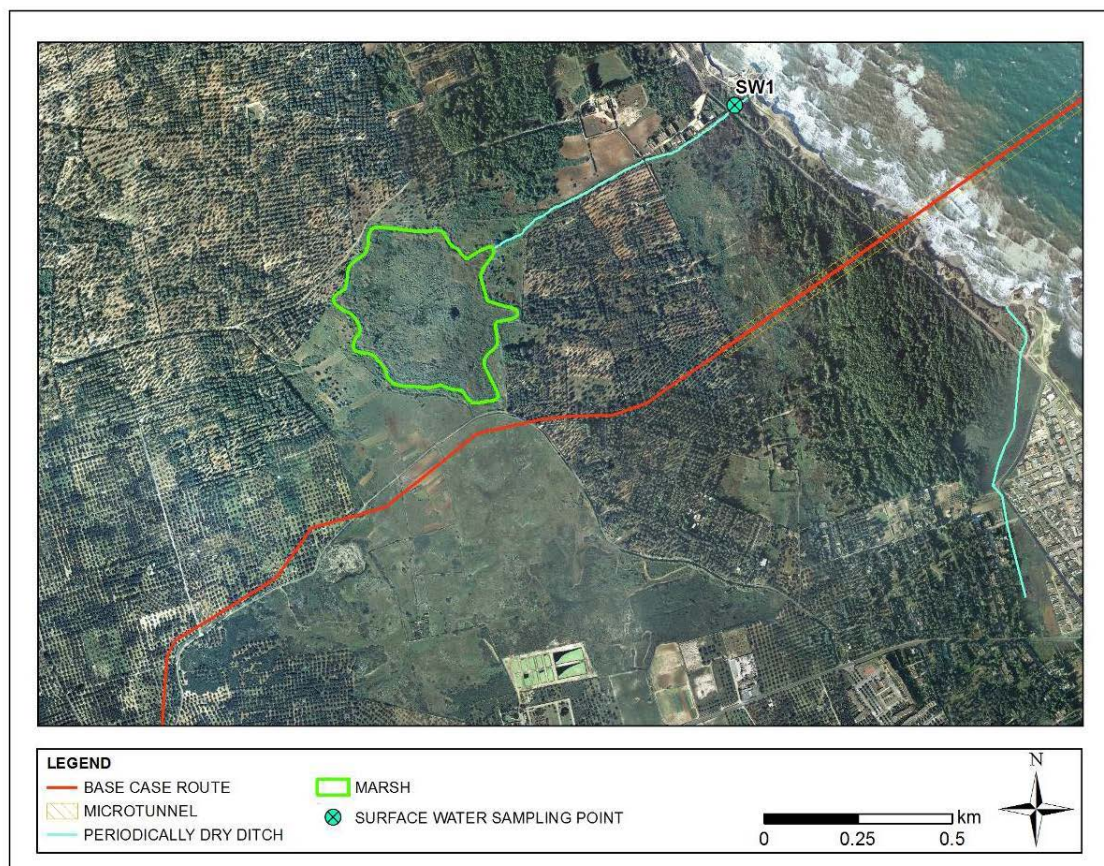 SW1
LEGEND
BASE CASE ROUTE
MICROTUNNEL
PERIODICALLY DRY DITCH
MARSH
SURFACE WATER SAMPLING POINT
km
0 0.25 0.5
N